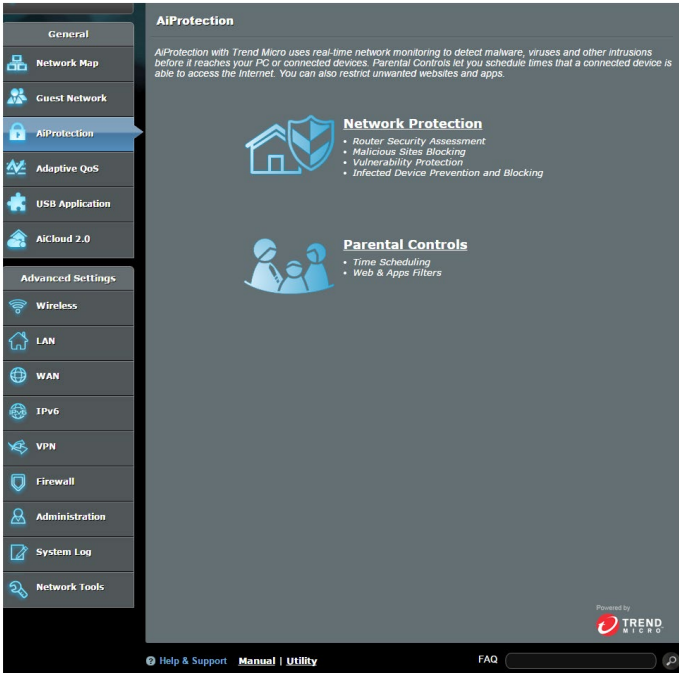 General
Network Map
Guest Network
AiProtection
Adaptive QoS
USB Application
AiCloud 2.0
Advanced Settings
Wireless
LAN
WAN
IPv6
VPN
Firewall
Administration
System Log
Network Tools
AiProtection
AiProtection with Trend Micro uses real-time network monitoring to detect malware, viruses and other intrusions
before it reaches your PC or connected devices. Parental Controls let you schedule times that a connected device is
able to access the Internet. You can also restrict unwanted websites and apps.
Network Protection
• Router Security Assessment
• Malicious Sites Blocking
• Vulnerability Protection
• Infected Device Prevention and Blocking
Parental Controls
• Time Scheduling
• Web & Apps Filters
Powered by
TREND
MICRO
Help & Support Manual | Utility FAQ